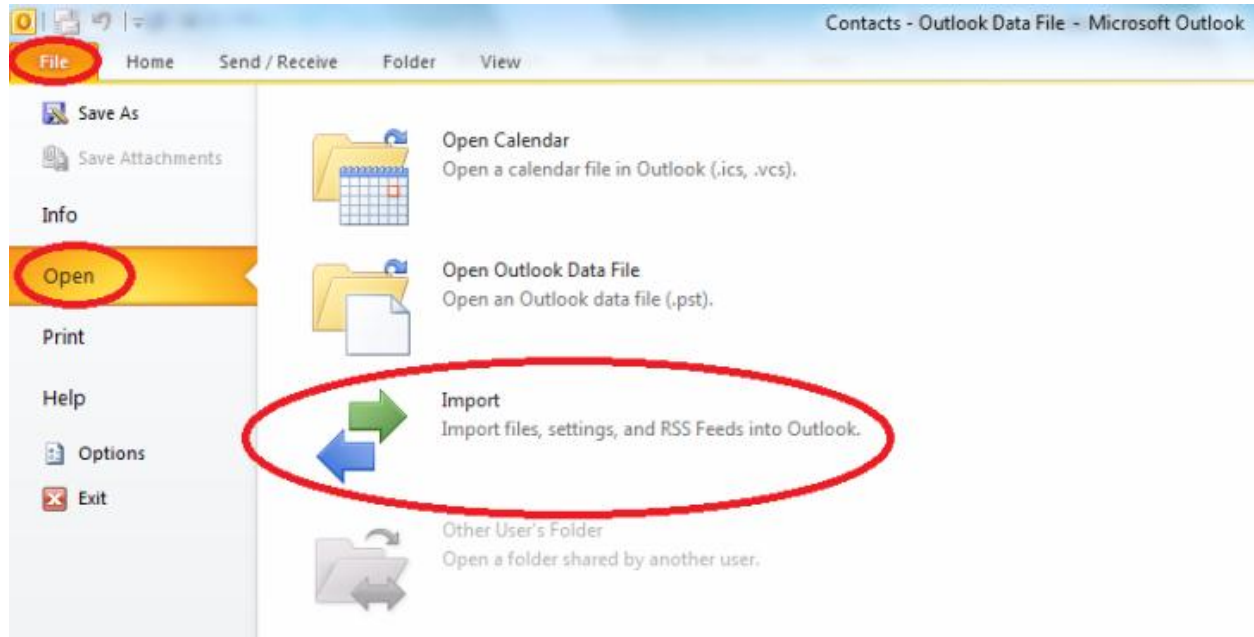 Contacts - Outlook Data File - Microsoft Outlook
File Home Send / Receive Folder View
Save As
Save Attachments
Info
Open
Print
Help
Options
Exit
Open Calendar
Open a calendar file in Outlook (.ics, .vcs).
Open Outlook Data File
Open an Outlook data file (.pst).
Import
Import files, settings, and RSS Feeds into Outlook.
Other User's Folder
Open a folder shared by another user.